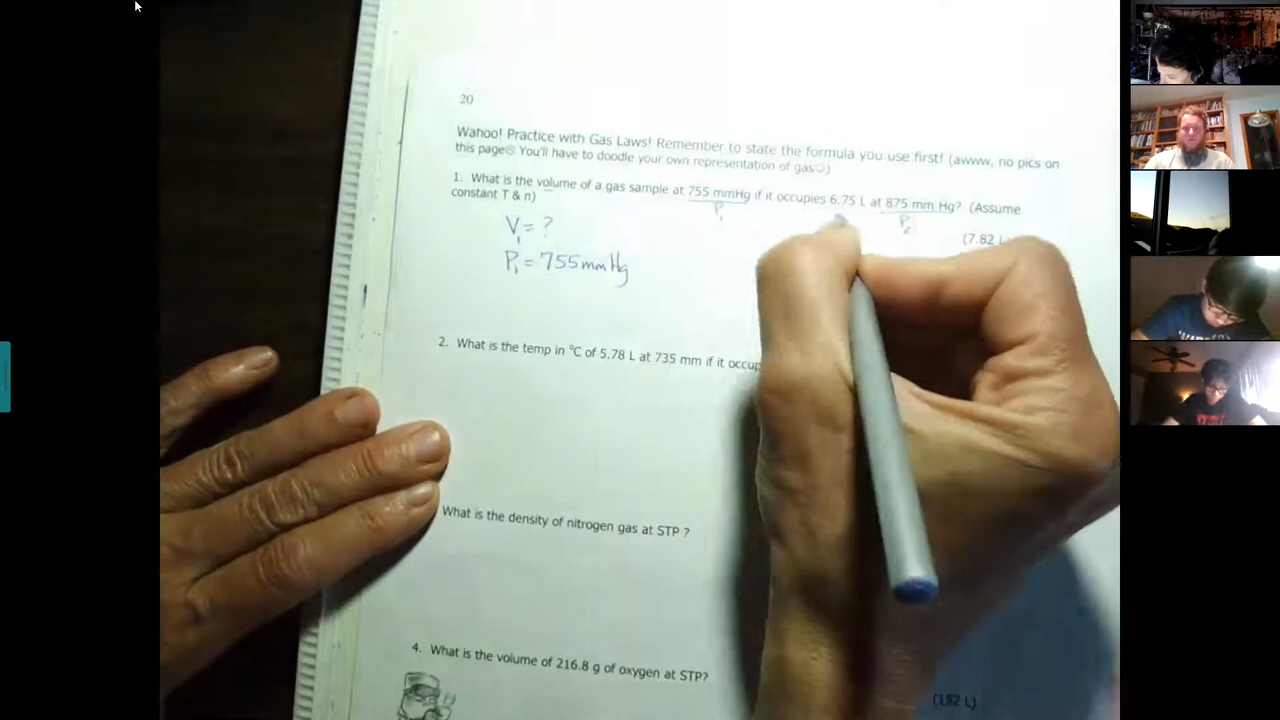 20
Wahoo! Practice with Gas Laws! Remember to state the formula you use first! (awww, no pics on
this page☹ You'll have to doodle your own representation of gas☺)
1. What is the volume of a gas sample at 755 mmHg if it occupies 6.75 L at 875 mm Hg? (Assume
constant T & n)
P₁ P₂
V₁ = ?
(7.82 L
P₁ = 755 mmHg
2. What is the temp in °C of 5.78 L at 735 mm if it occup
What is the density of nitrogen gas at STP ?
4. What is the volume of 216.8 g of oxygen at STP?
(152 L)